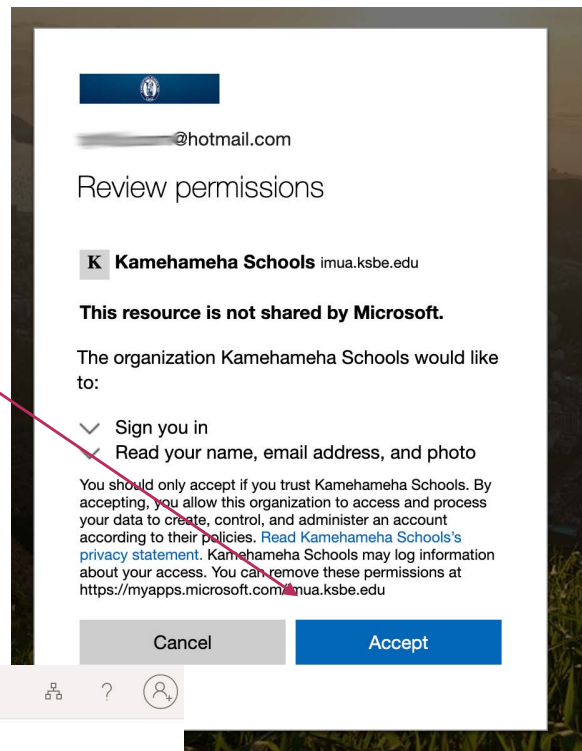 @hotmail.com
Review permissions
K Kamehameha Schools imua.ksbe.edu
This resource is not shared by Microsoft.
The organization Kamehameha Schools would like
to:
Sign you in
Read your name, email address, and photo
You should only accept if you trust Kamehameha Schools. By
accepting, you allow this organization to access and process
your data to create, control, and administer an account
according to their policies. Read Kamehameha Schools's
privacy statement. Kamehameha Schools may log information
about your access. You can remove these permissions at
https://myapps.microsoft.com/imua.ksbe.edu
Cancel Accept
?